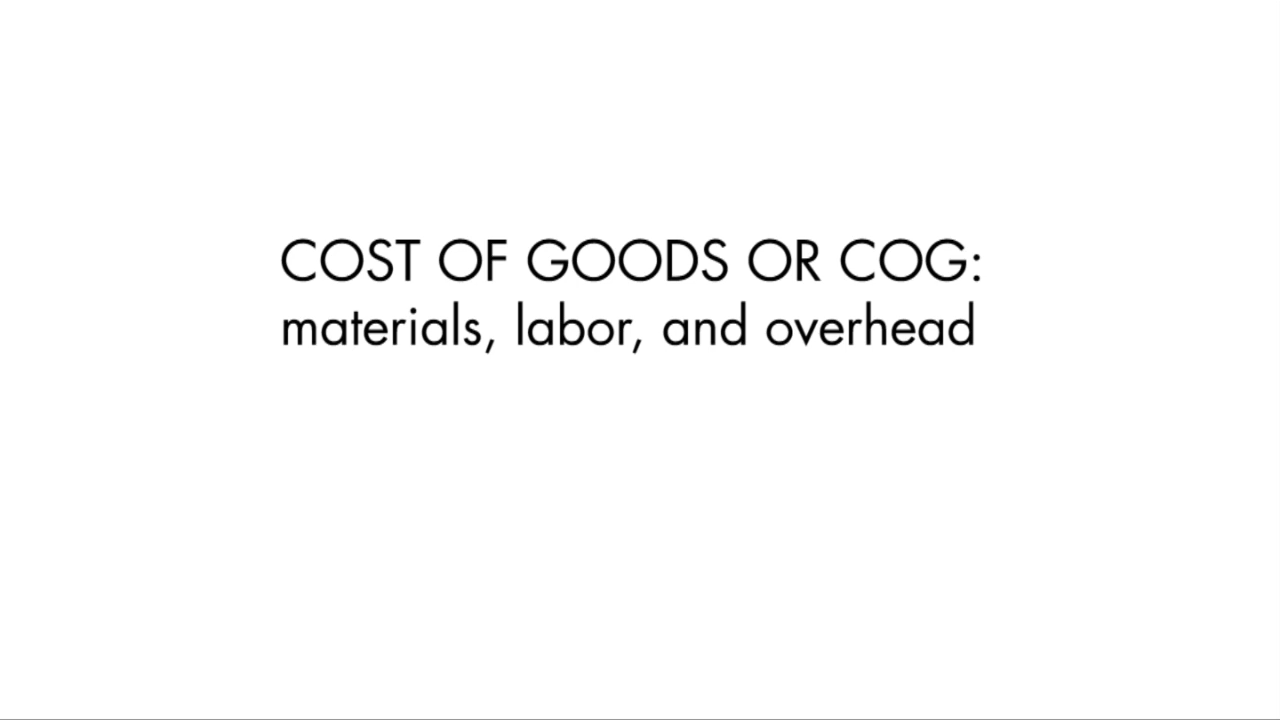 COST OF GOODS OR COG:
materials, labor, and overhead